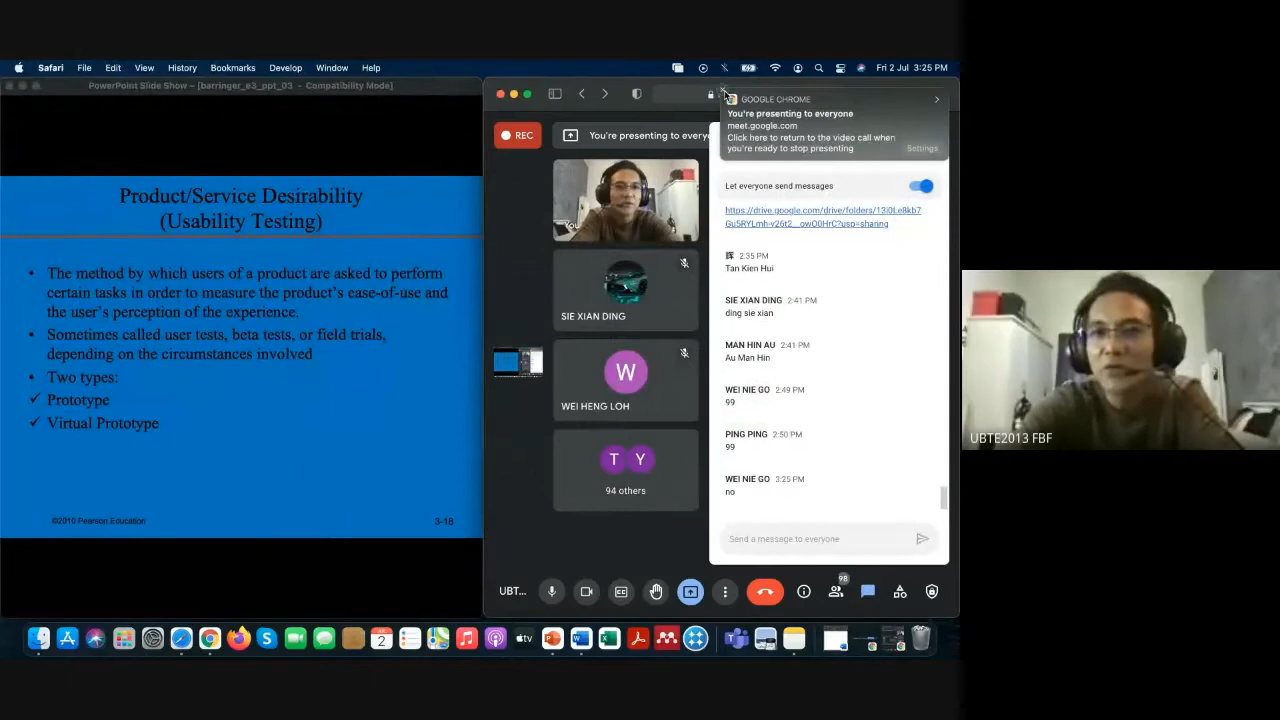 Safari File Edit View History Bookmarks Develop Window Help
Fri 2 Jul 3:25 PM
PowerPoint Slide Show - [barringer_e3_ppt_03 - Compatibility Mode]
Product/Service Desirability
(Usability Testing)
• The method by which users of a product are asked to perform
certain tasks in order to measure the product's ease-of-use and
the user's perception of the experience.
• Sometimes called user tests, beta tests, or field trials,
depending on the circumstances involved
• Two types:
✓ Prototype
✓ Virtual Prototype
©2010 Pearson Education
3-18
REC
You're presenting to everyo
GOOGLE CHROME
You're presenting to everyone
meet.google.com
Click here to return to the video call when
you're ready to stop presenting
Settings
You
SIE XIAN DING
W
WEI HENG LOH
T Y
94 others
Let everyone send messages
辉 2:35 PM
Tan Kien Hui
SIE XIAN DING 2:41 PM
ding sie xian
MAN HIN AU 2:41 PM
Au Man Hin
WEI NIE GO 2:49 PM
99
PING PING 2:50 PM
99
WEI NIE GO 3:25 PM
no
Send a message to everyone
UBT...
98
2
tv
UBTE2013 FBF